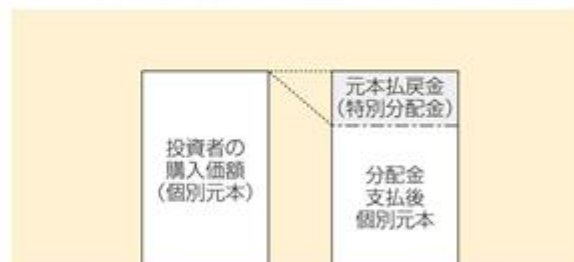 投資者の
購入価額
（個別元本）
元本払戻金
（特別分配金）
分配金
支払後
個別元本